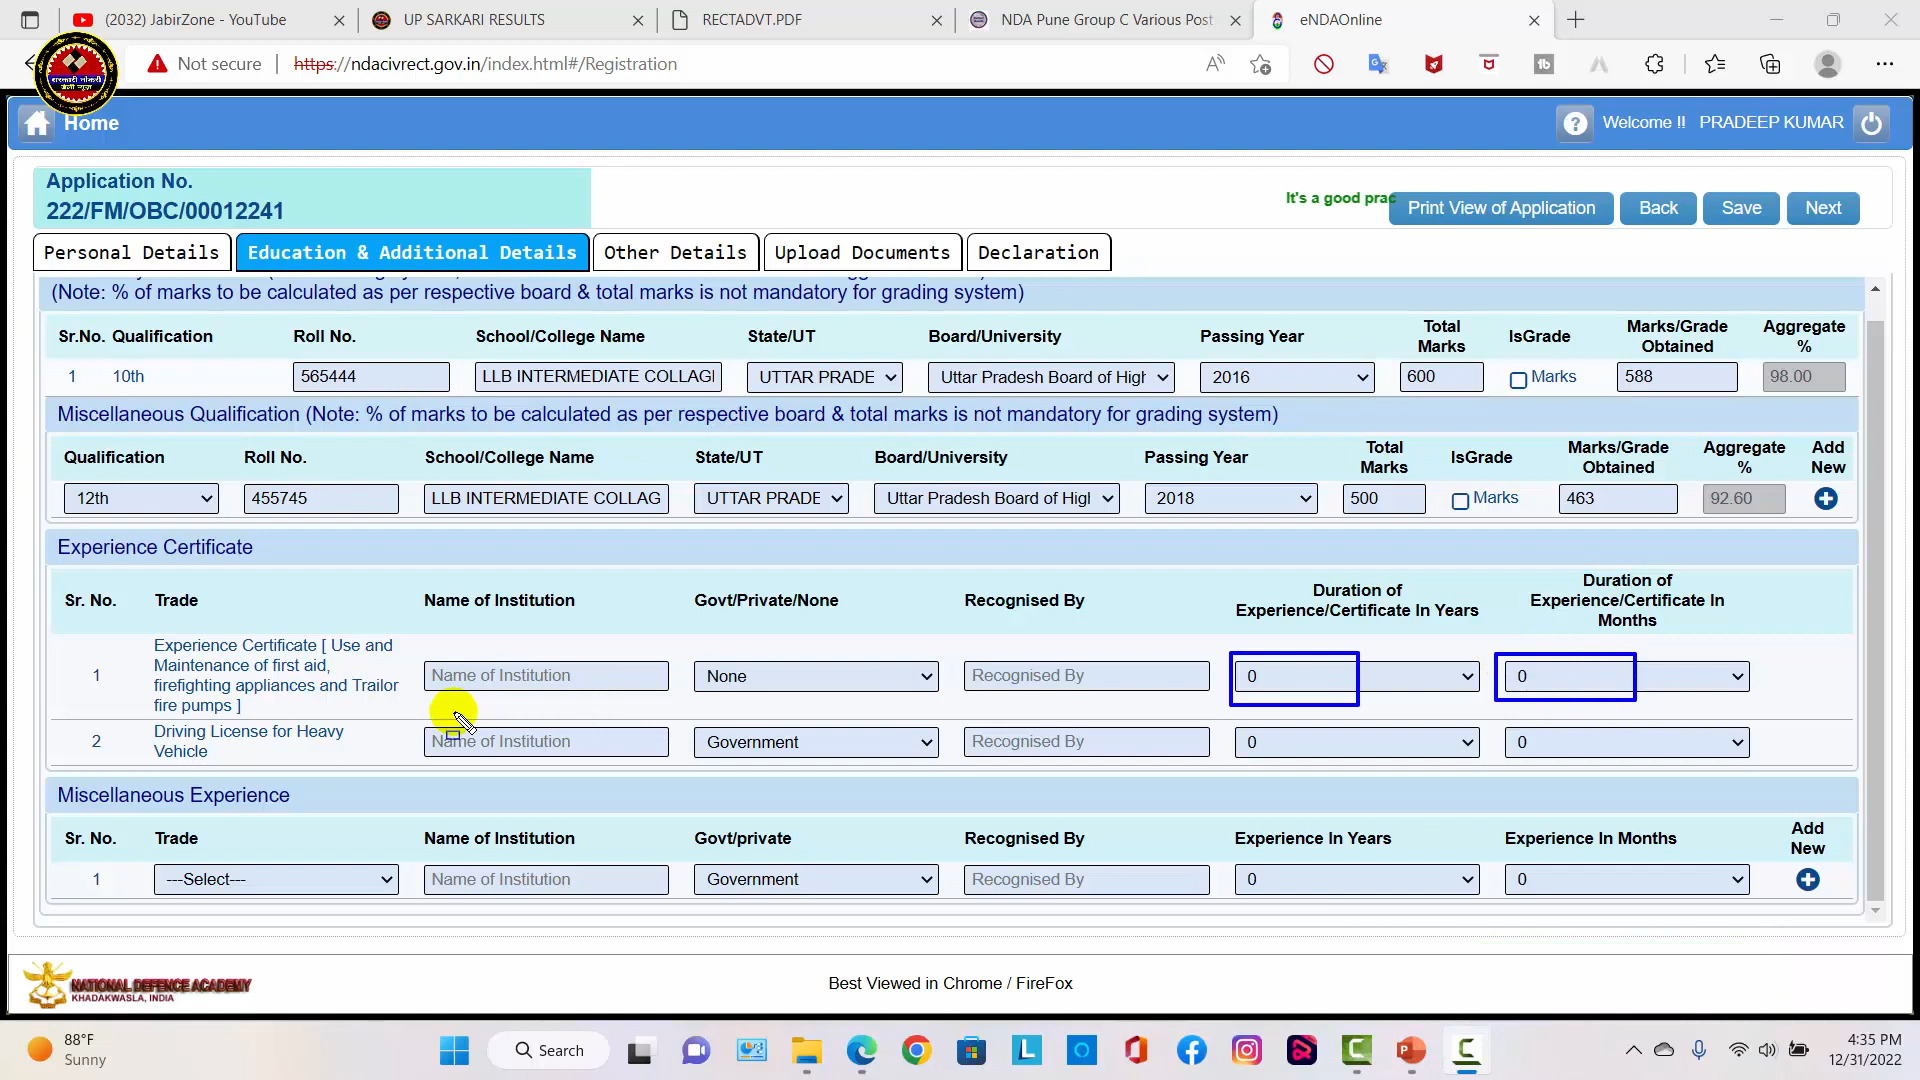 (2032) JabirZone - YouTube
UP SARKARI RESULTS
RECTADVT.PDF
NDA Pune Group C Various Post
eNDAOnline
Not secure
https://ndacivrect.gov.in/index.html#/Registration
Home
Welcome !! PRADEEP KUMAR
Application No.
222/FM/OBC/00012241
It's a good prac
Print View of Application
Back
Save
Next
Personal Details
Education & Additional Details
Other Details
Upload Documents
Declaration
(Note: % of marks to be calculated as per respective board & total marks is not mandatory for grading system)
Sr.No. Qualification Roll No. School/College Name State/UT Board/University Passing Year Total Marks IsGrade Marks/Grade Obtained Aggregate %
1 10th 565444 LLB INTERMEDIATE COLLAGI UTTAR PRADE Uttar Pradesh Board of High 2016 600 Marks 588 98.00
Miscellaneous Qualification (Note: % of marks to be calculated as per respective board & total marks is not mandatory for grading system)
Qualification Roll No. School/College Name State/UT Board/University Passing Year Total Marks IsGrade Marks/Grade Obtained Aggregate % Add New
12th 455745 LLB INTERMEDIATE COLLAG UTTAR PRADE Uttar Pradesh Board of Higl 2018 500 Marks 463 92.60
Experience Certificate
Sr. No. Trade Name of Institution Govt/Private/None Recognised By Duration of Experience/Certificate In Years Duration of Experience/Certificate In Months
1 Experience Certificate [ Use and
Maintenance of first aid,
firefighting appliances and Trailor
fire pumps ]
Name of Institution None Recognised By 0 0
2 Driving License for Heavy
Vehicle
Name of Institution Government Recognised By 0 0
Miscellaneous Experience
Sr. No. Trade Name of Institution Govt/private Recognised By Experience In Years Experience In Months Add New
1 ---Select--- Name of Institution Government Recognised By 0 0
NATIONAL DEFENCE ACADEMY
KHADAKWASLA, INDIA
Best Viewed in Chrome / FireFox
88°F
Sunny
Search
4:35 PM
12/31/2022